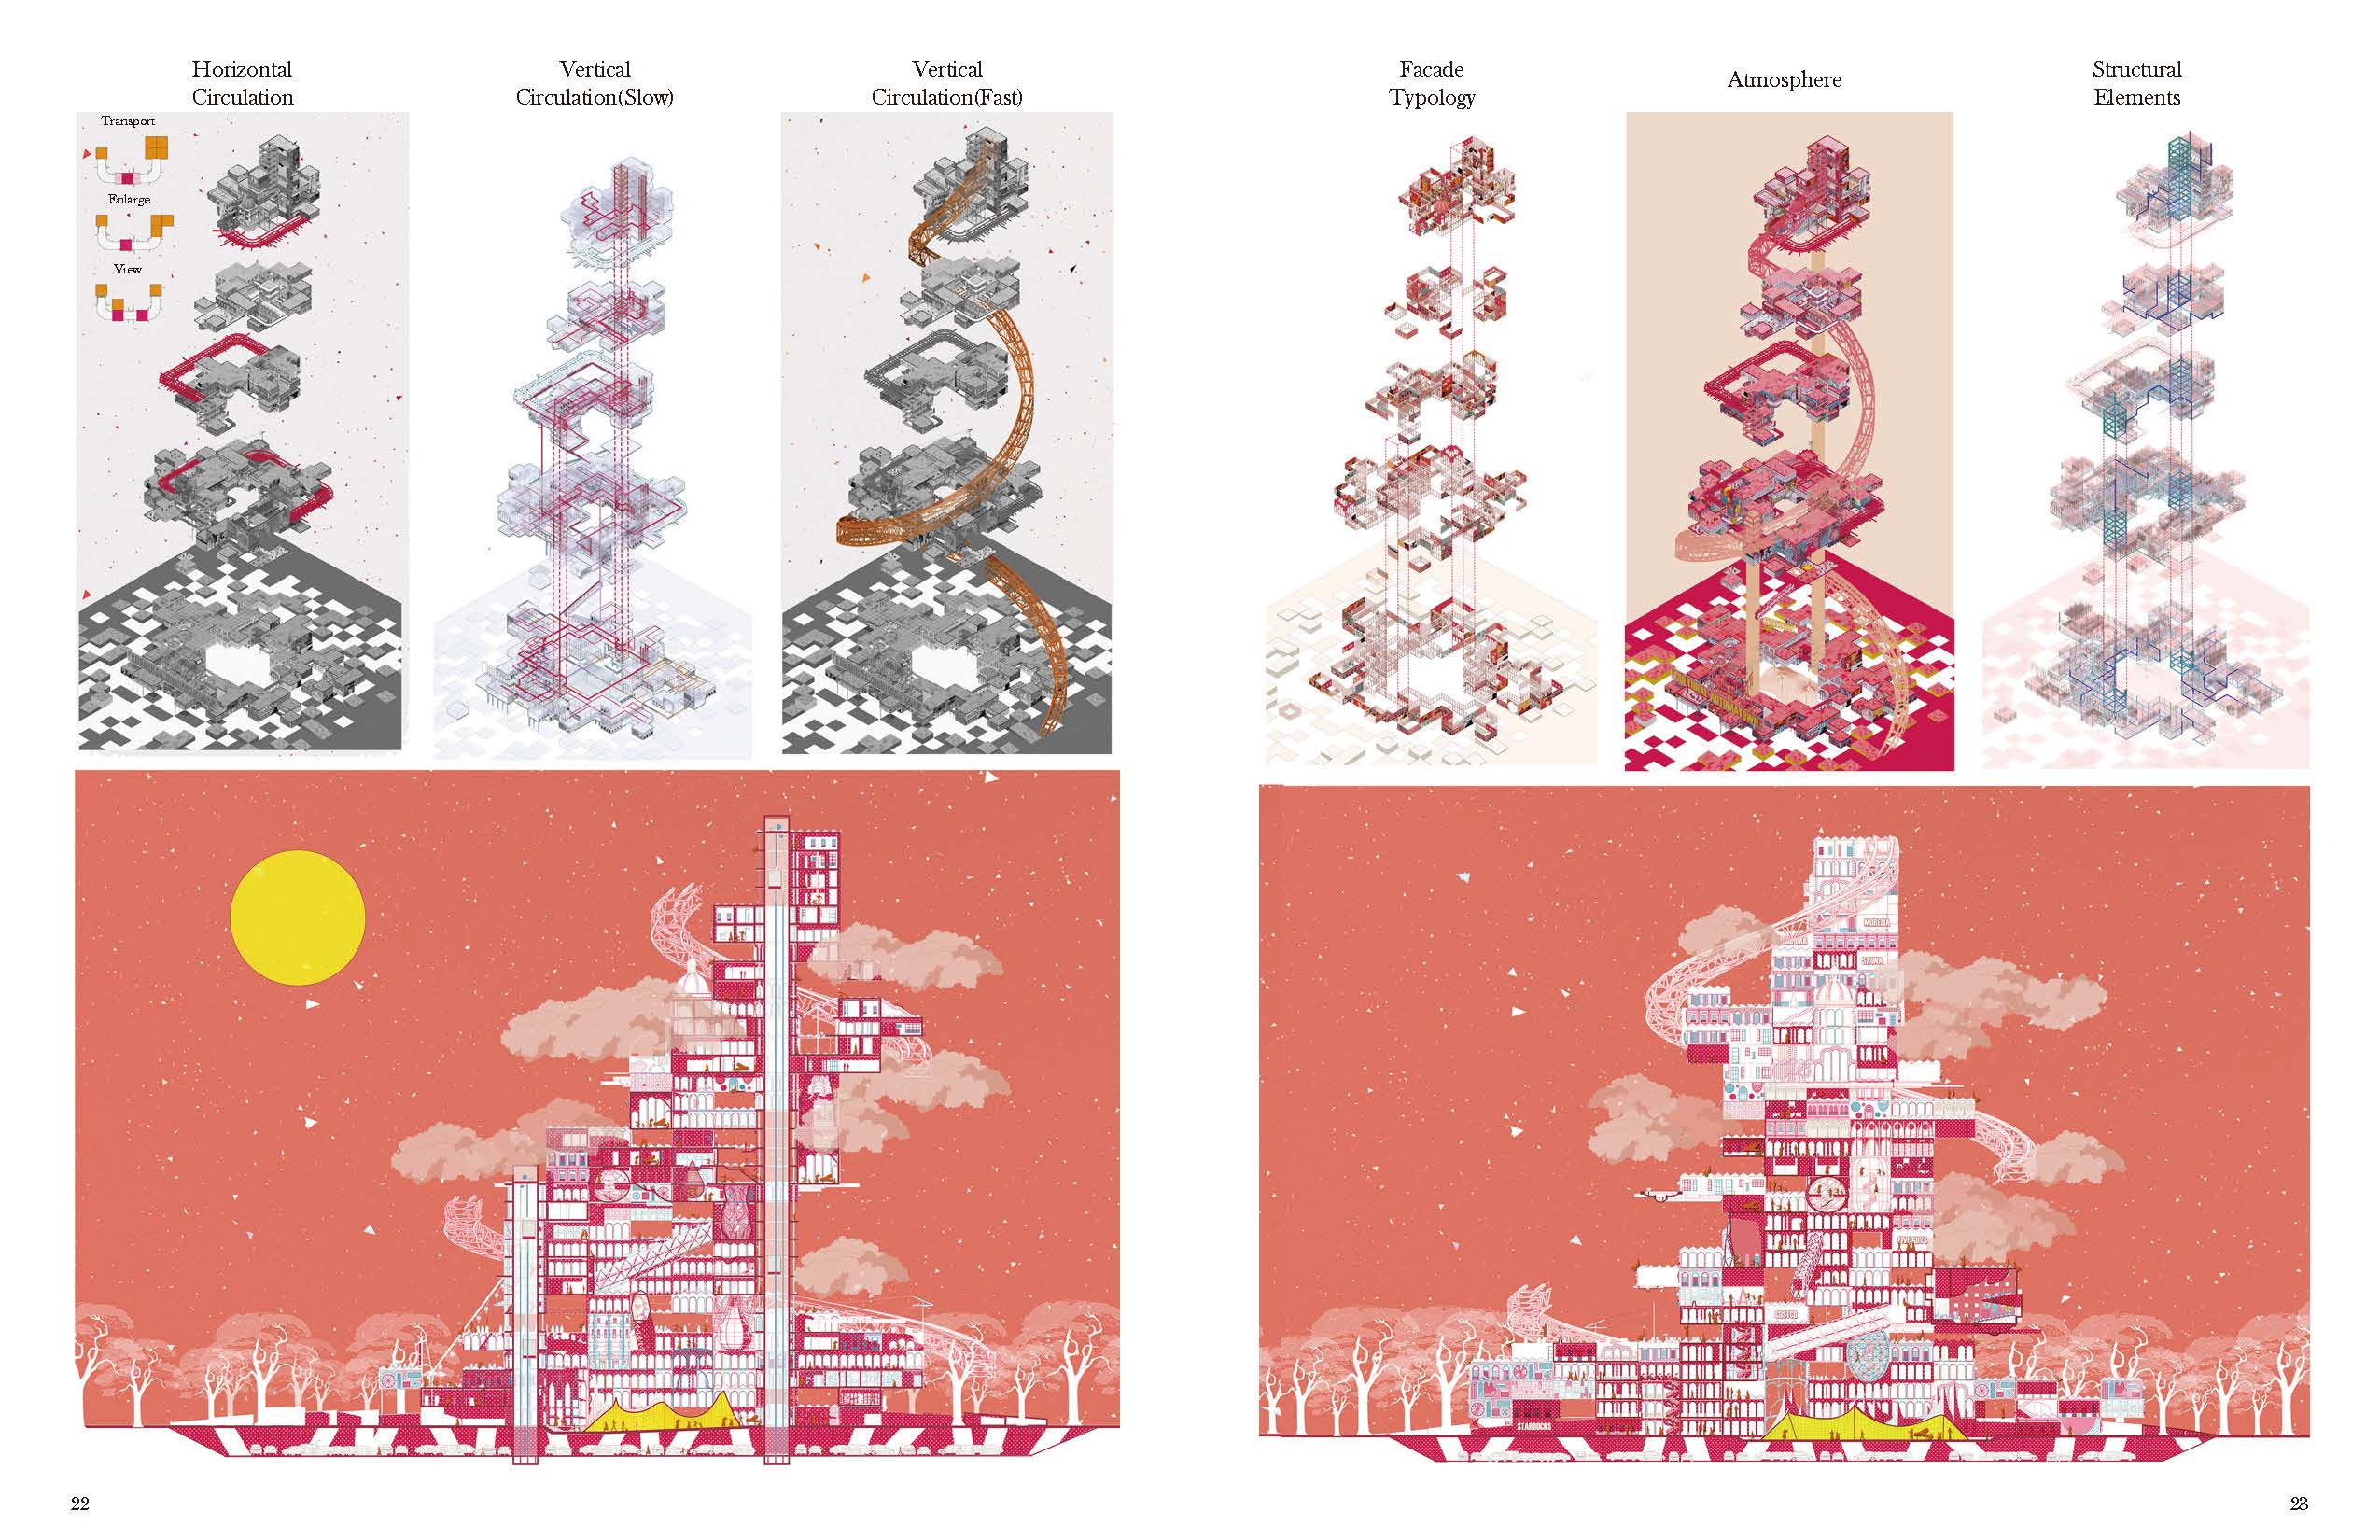 Horizontal
Circulation
Vertical
Circulation(Slow)
Vertical
Circulation(Fast)
Facade
Typology
Atmosphere
Structural
Elements
Transport
Enlarge
View
SAUNA
STARBUCKS
22
23